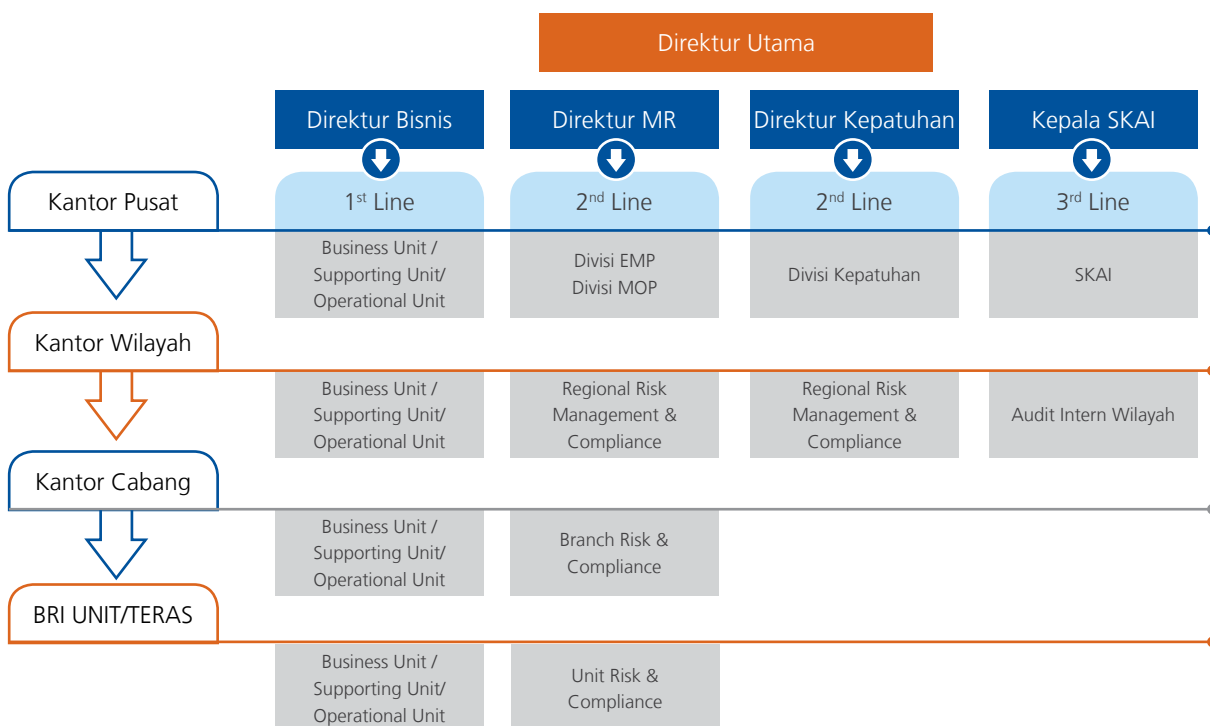 Direktur Utama
Direktur Bisnis
Direktur MR
Direktur Kepatuhan
Kepala SKAI
Kantor Pusat
1st Line
2nd Line
2nd Line
3rd Line
Business Unit /
Supporting Unit/
Operational Unit
Divisi EMP
Divisi MOP
Divisi Kepatuhan
SKAI
Kantor Wilayah
Business Unit /
Supporting Unit/
Operational Unit
Regional Risk
Management &
Compliance
Regional Risk
Management &
Compliance
Audit Intern Wilayah
Kantor Cabang
Business Unit /
Supporting Unit/
Operational Unit
Branch Risk &
Compliance
BRI UNIT/TERAS
Business Unit /
Supporting Unit/
Operational Unit
Unit Risk &
Compliance